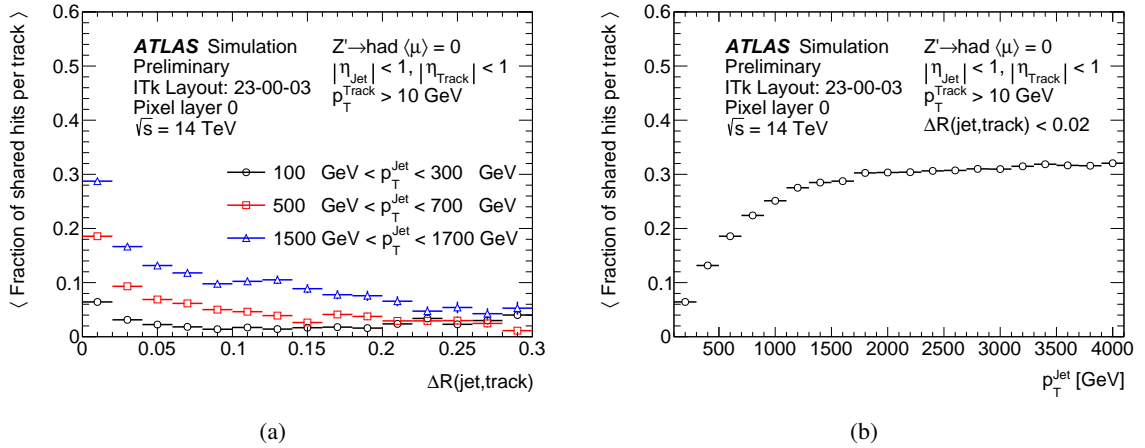 ⟨ Fraction of shared hits per track ⟩
0.6
0.5
0.4
0.3
0.2
0.1
0
ATLAS Simulation
Preliminary
ITk Layout: 23-00-03
Pixel layer 0
√s = 14 TeV
Z'→had ⟨μ⟩ = 0
|η_Jet| < 1, |η_Track| < 1
p_T^Track > 10 GeV
100 GeV < p_T^Jet < 300 GeV
500 GeV < p_T^Jet < 700 GeV
1500 GeV < p_T^Jet < 1700 GeV
0 0.05 0.1 0.15 0.2 0.25 0.3
ΔR(jet,track)
(a)
⟨ Fraction of shared hits per track ⟩
0.6
0.5
0.4
0.3
0.2
0.1
0
ATLAS Simulation
Preliminary
ITk Layout: 23-00-03
Pixel layer 0
√s = 14 TeV
Z'→had ⟨μ⟩ = 0
|η_Jet| < 1, |η_Track| < 1
p_T^Track > 10 GeV
ΔR(jet,track) < 0.02
500 1000 1500 2000 2500 3000 3500 4000
p_T^Jet [GeV]
(b)